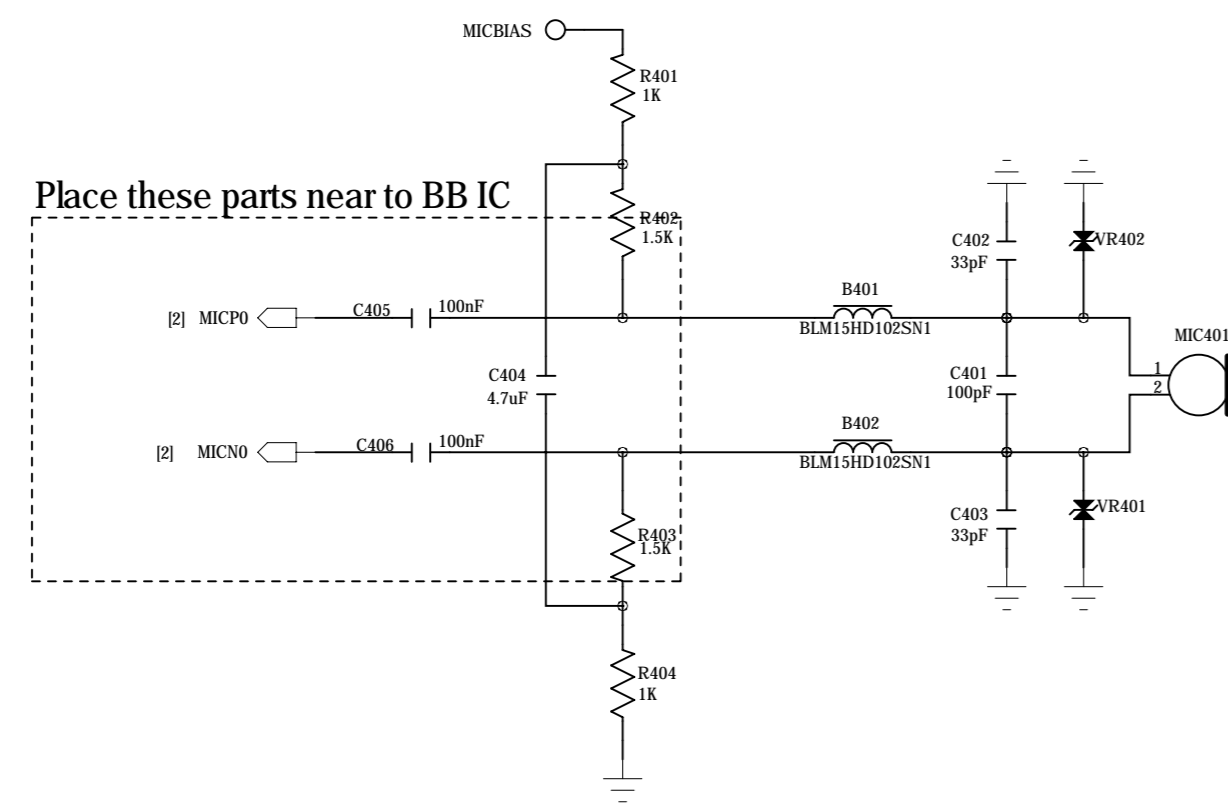 MICBIAS
R401
1K
Place these parts near to BB IC
R402
1.5K
C402
33pF
VR402
B401
[2] MICP0
C405
100nF
BLM15HD102SN1
MIC401
C404
4.7uF
C401
100pF
1
2
B402
[2] MICN0
C406
100nF
BLM15HD102SN1
C403
33pF
VR401
R403
1.5K
R404
1K